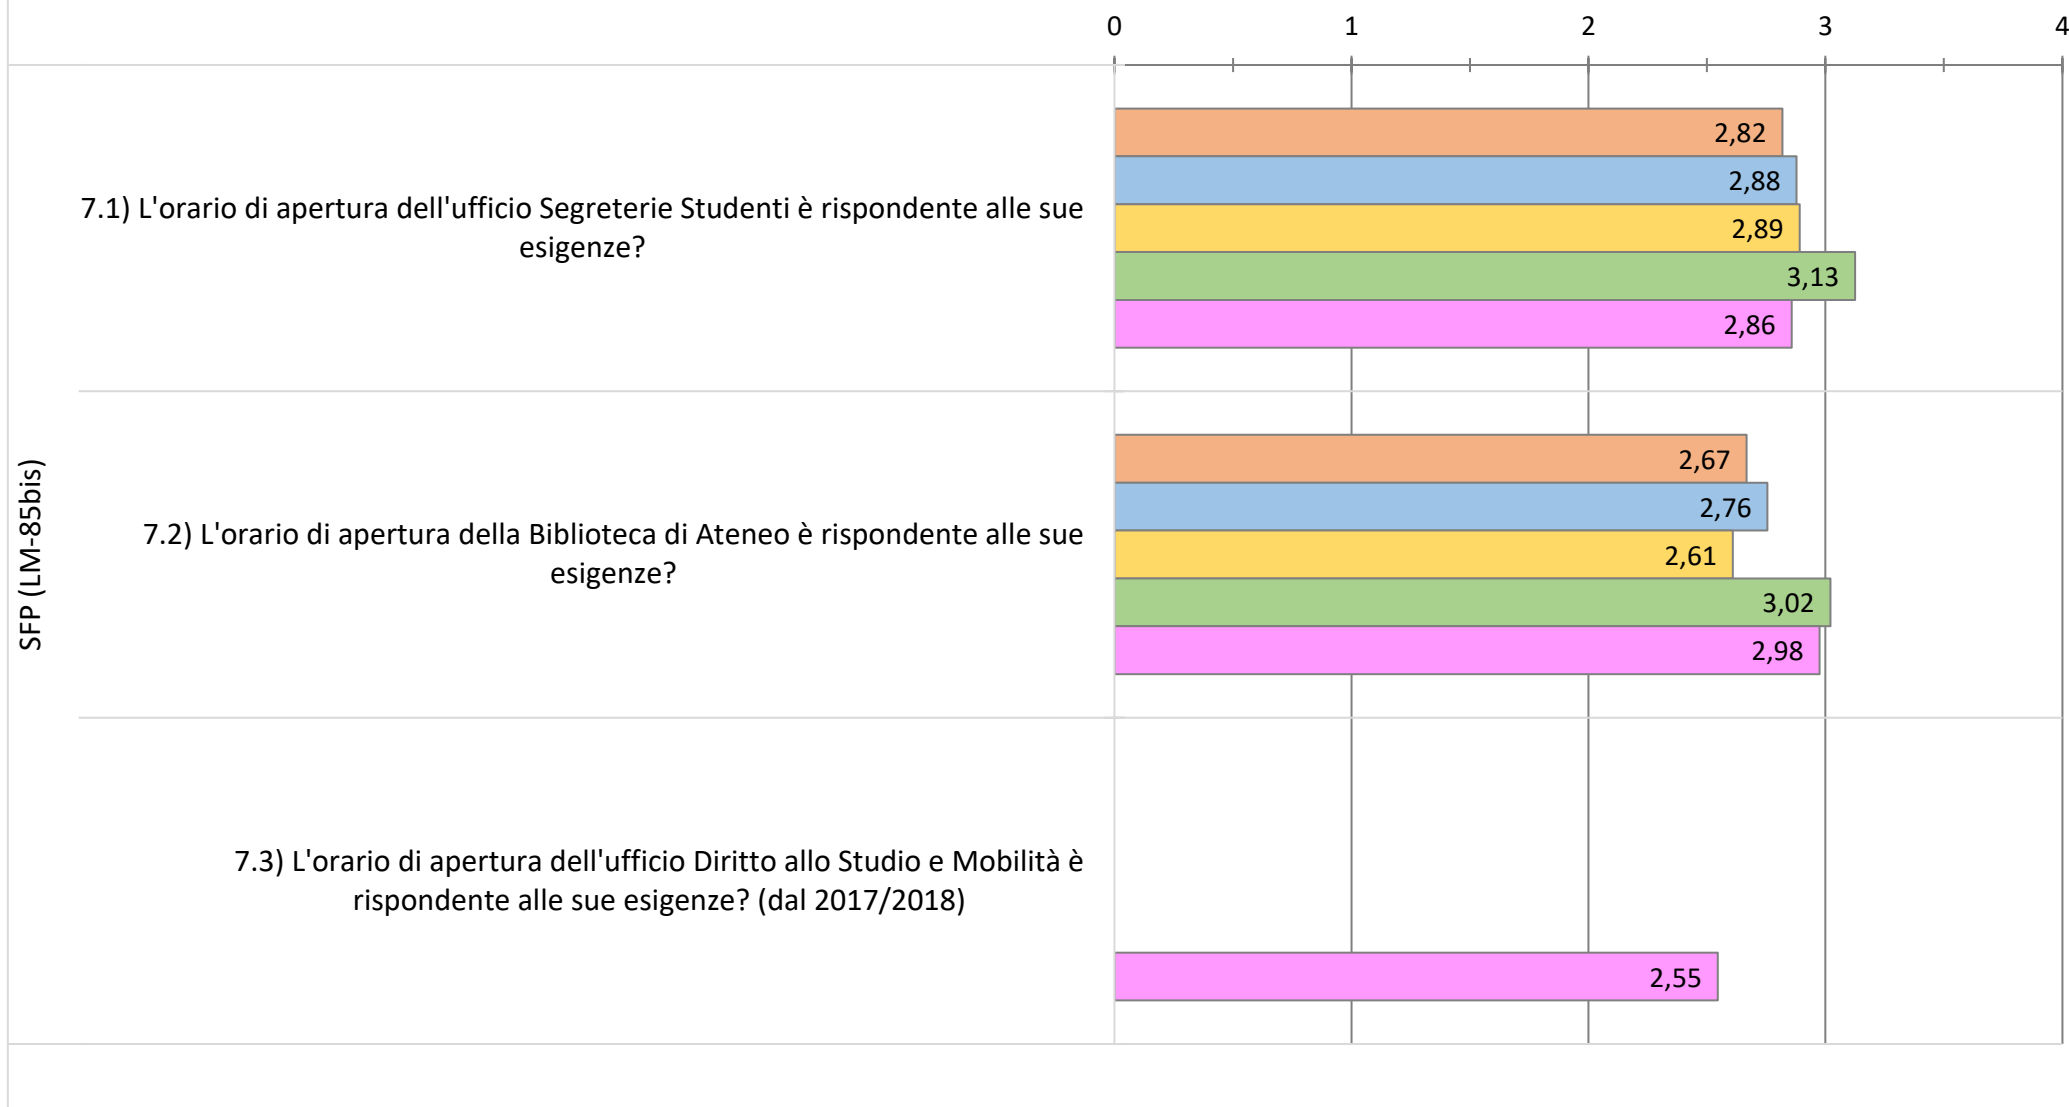 0 1 2 3 4
SFP (LM-85bis)
7.1) L'orario di apertura dell'ufficio Segreterie Studenti è rispondente alle sue
esigenze?
2,82
2,88
2,89
3,13
2,86
7.2) L'orario di apertura della Biblioteca di Ateneo è rispondente alle sue
esigenze?
2,67
2,76
2,61
3,02
2,98
7.3) L'orario di apertura dell'ufficio Diritto allo Studio e Mobilità è
rispondente alle sue esigenze? (dal 2017/2018)
2,55